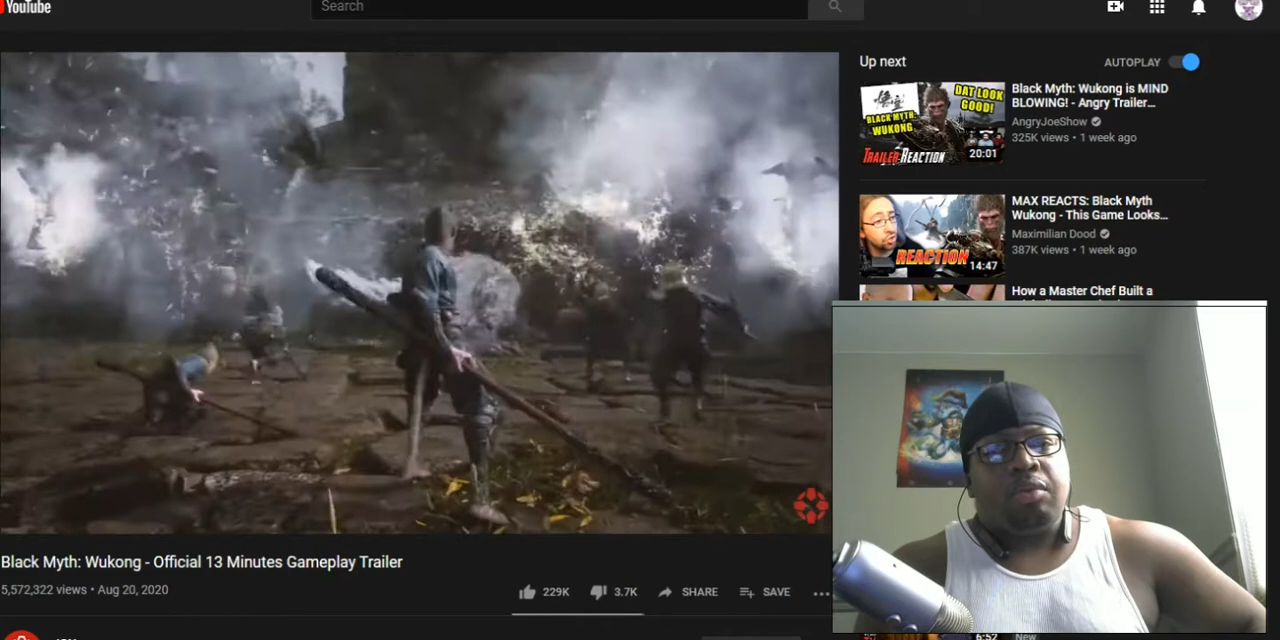 YouTube
Search
Up next
AUTOPLAY
DAT LOOK
GOOD!
BLACK MYTH:
WUKONG
TRAILER REACTION
20:01
Black Myth: Wukong is MIND
BLOWING! - Angry Trailer...
AngryJoeShow
325K views • 1 week ago
REACTION
14:47
MAX REACTS: Black Myth
Wukong - This Game Looks...
Maximilian Dood
387K views • 1 week ago
How a Master Chef Built a
Black Myth: Wukong - Official 13 Minutes Gameplay Trailer
5,572,322 views • Aug 20, 2020
229K
3.7K
SHARE
SAVE
6:52
New